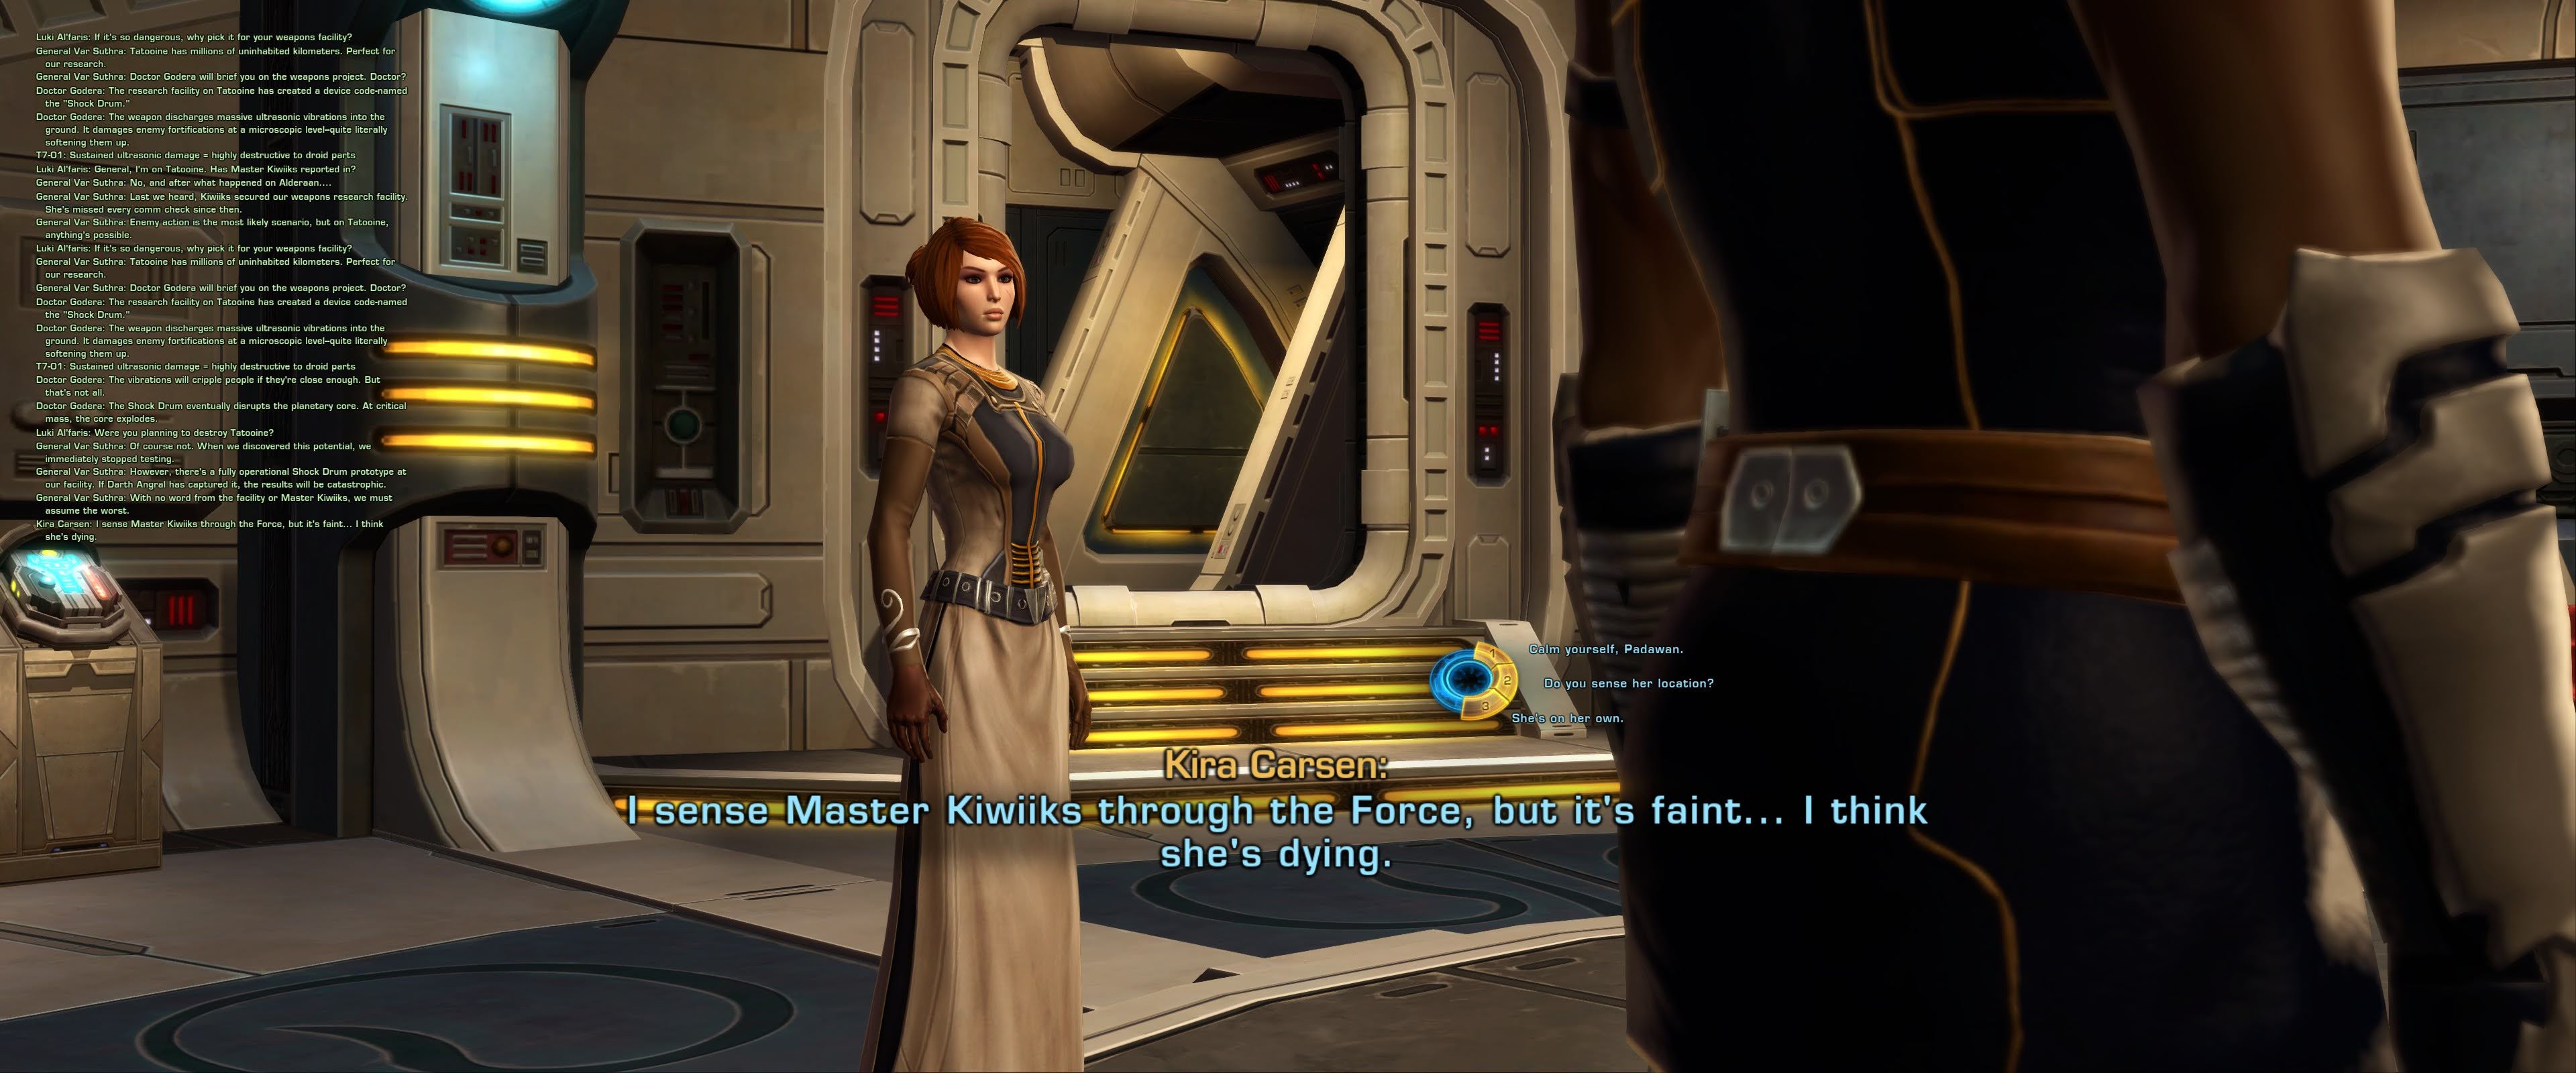 Luki Al'faris: If it's so dangerous, why pick it for your weapons facility?
General Var Suthra: Tatooine has millions of uninhabited kilometers. Perfect for
our research.
General Var Suthra: Doctor Godera will brief you on the weapons project. Doctor?
Doctor Godera: The research facility on Tatooine has created a device code-named
the "Shock Drum."
Doctor Godera: The weapon discharges massive ultrasonic vibrations into the
ground. It damages enemy fortifications at a microscopic level—quite literally
softening them up.
T7-O1: Sustained ultrasonic damage = highly destructive to droid parts
Luki Al'faris: General, I'm on Tatooine. Has Master Kiwiiks reported in?
General Var Suthra: No, and after what happened on Alderaan....
General Var Suthra: Last we heard, Kiwiiks secured our weapons research facility.
She's missed every comm check since then.
General Var Suthra: Enemy action is the most likely scenario, but on Tatooine,
anything's possible.
Luki Al'faris: If it's so dangerous, why pick it for your weapons facility?
General Var Suthra: Tatooine has millions of uninhabited kilometers. Perfect for
our research.
General Var Suthra: Doctor Godera will brief you on the weapons project. Doctor?
Doctor Godera: The research facility on Tatooine has created a device code-named
the "Shock Drum."
Doctor Godera: The weapon discharges massive ultrasonic vibrations into the
ground. It damages enemy fortifications at a microscopic level—quite literally
softening them up.
T7-O1: Sustained ultrasonic damage = highly destructive to droid parts
Doctor Godera: The vibrations will cripple people if they're close enough. But
that's not all.
Doctor Godera: The Shock Drum eventually disrupts the planetary core. At critical
mass, the core explodes.
Luki Al'faris: Were you planning to destroy Tatooine?
General Var Suthra: Of course not. When we discovered this potential, we
immediately stopped testing.
General Var Suthra: However, there's a fully operational Shock Drum prototype at
our facility. If Darth Angral has captured it, the results will be catastrophic.
General Var Suthra: With no word from the facility or Master Kiwiiks, we must
assume the worst.
Kira Carsen: I sense Master Kiwiiks through the Force, but it's faint... I think
she's dying.
1 Calm yourself, Padawan.
2 Do you sense her location?
3 She's on her own.
Kira Carsen:
I sense Master Kiwiiks through the Force, but it's faint... I think
she's dying.